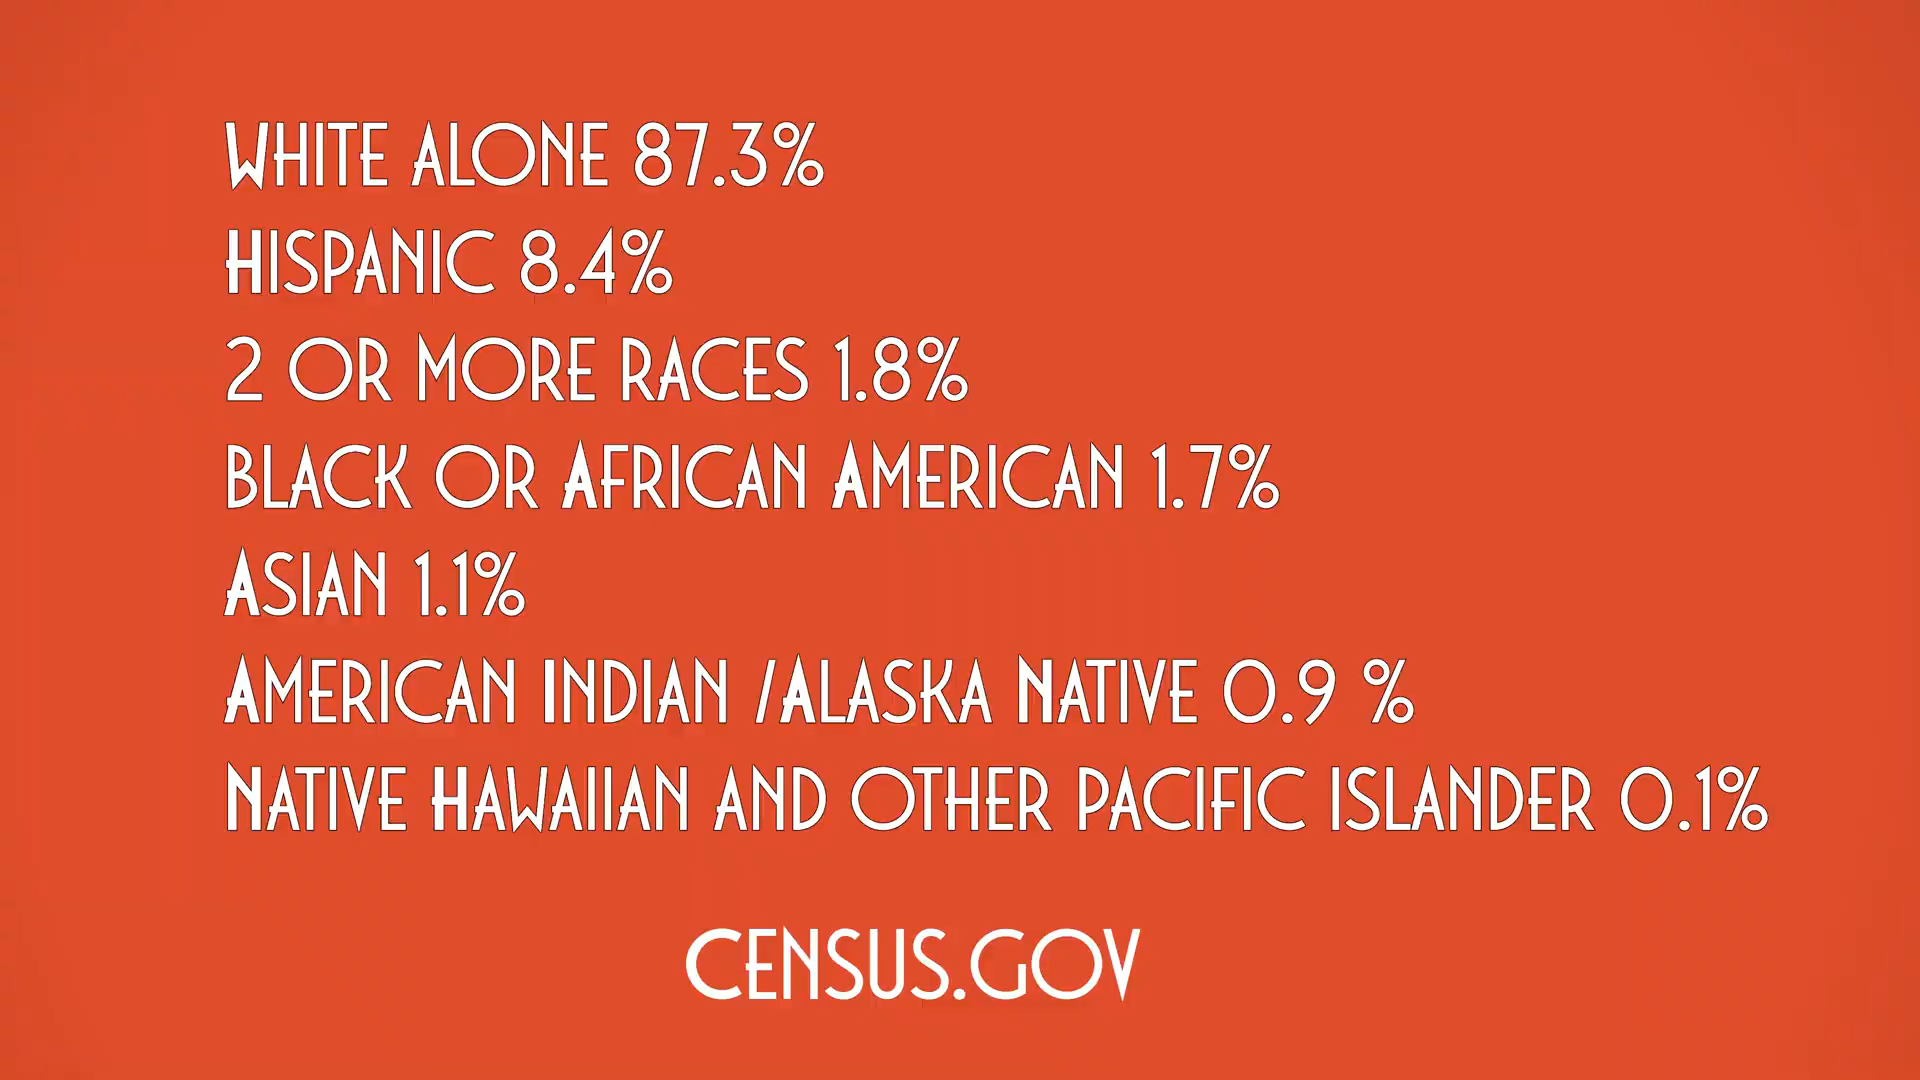 White alone 87.3%
Hispanic 8.4%
2 or more races 1.8%
black or African American 1.7%
Asian 1.1%
American Indian /Alaska Native 0.9 %
Native Hawaiian and other pacific islander 0.1%
census.gov